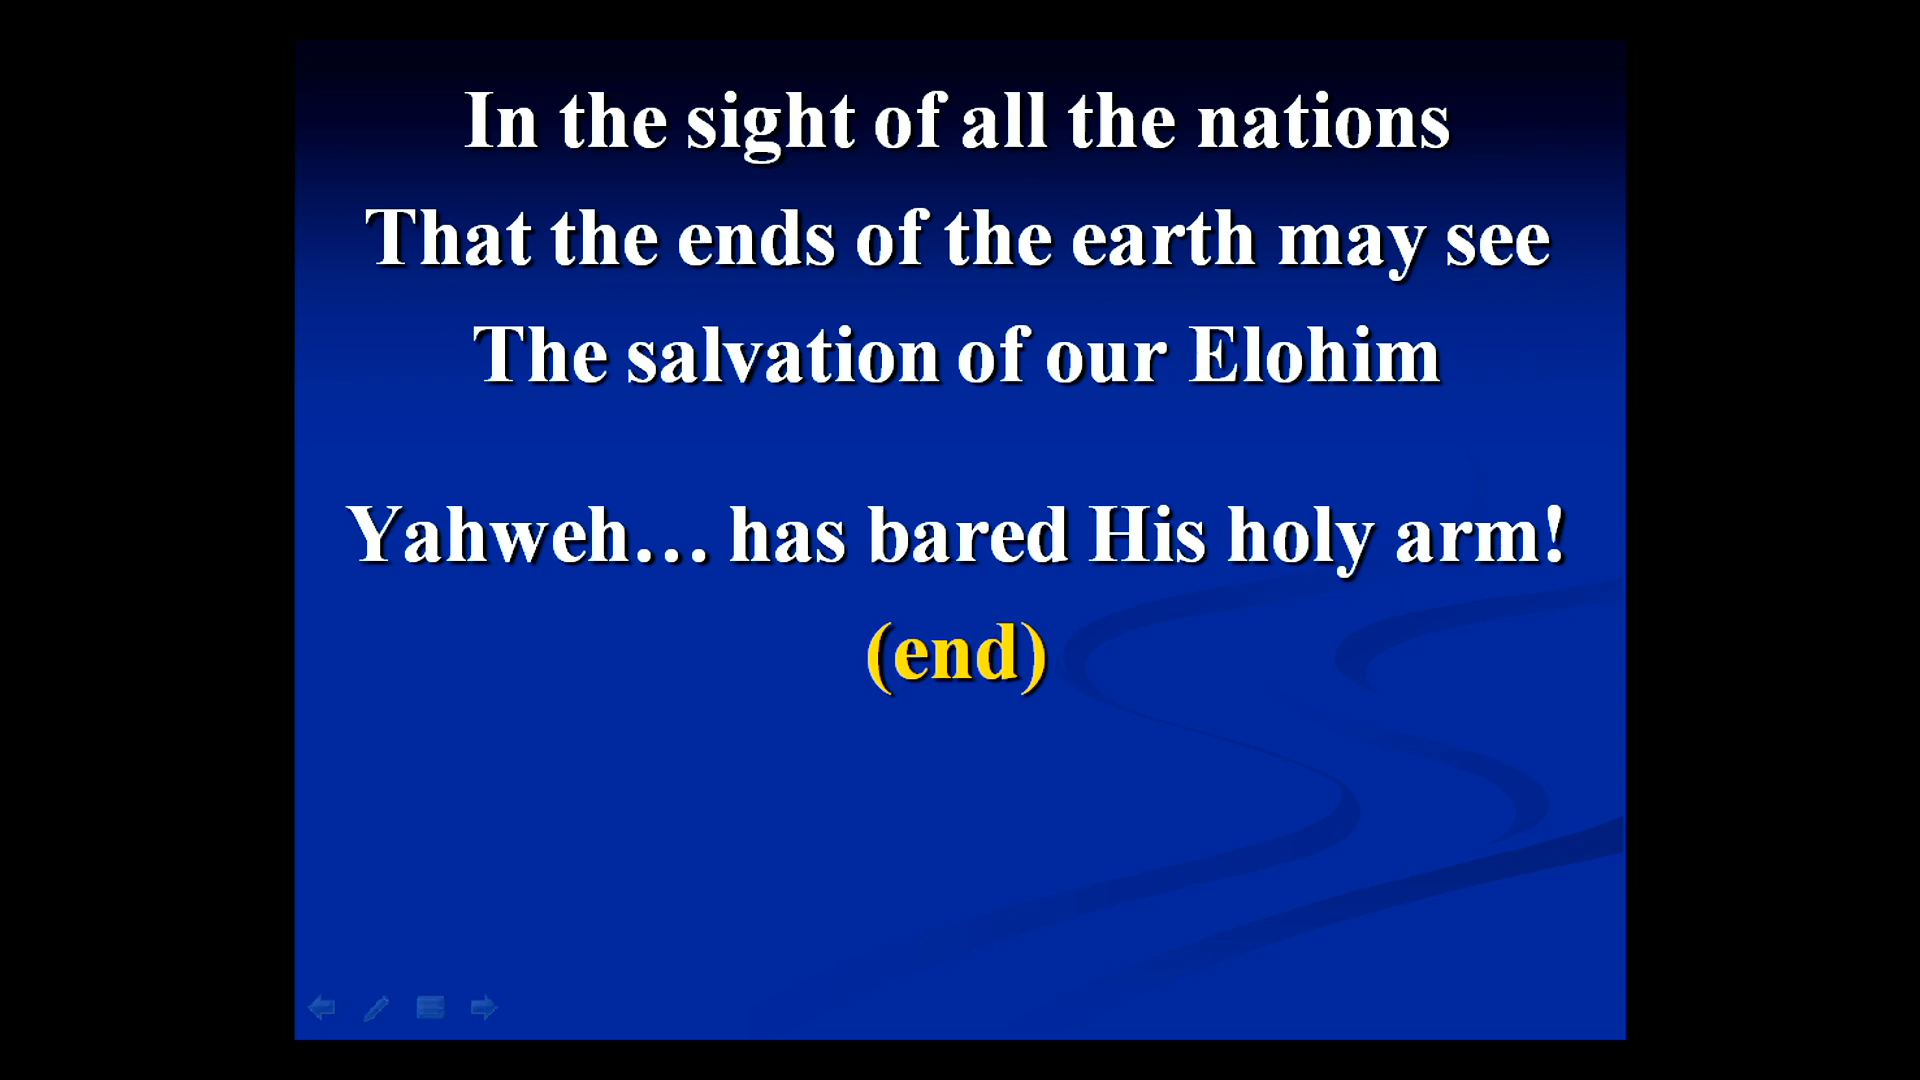 In the sight of all the nations
That the ends of the earth may see
The salvation of our Elohim
Yahweh… has bared His holy arm!
(end)